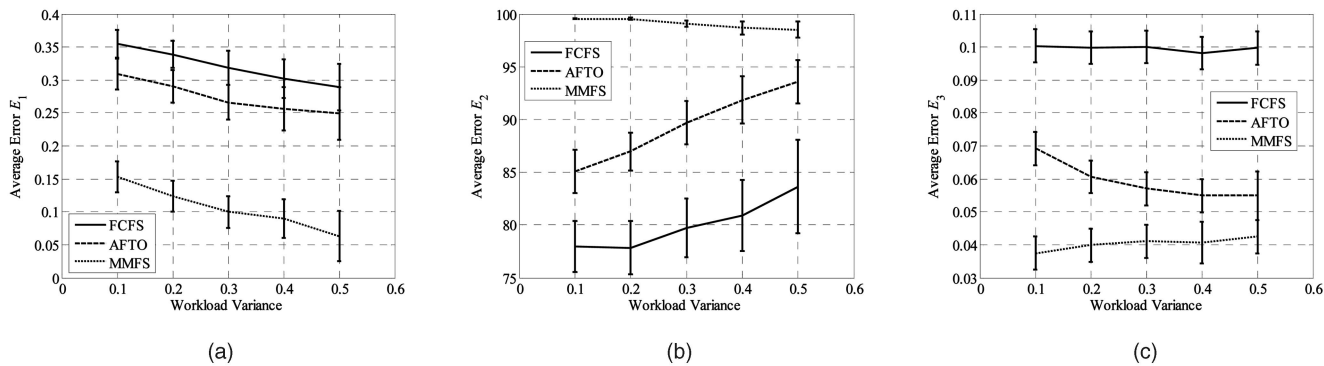 0.4
0.35
0.3
0.25
0.2
0.15
0.1
0.05
0
Average Error E1
FCFS
AFTO
MMFS
0 0.1 0.2 0.3 0.4 0.5 0.6
Workload Variance
(a)
100
95
90
85
80
75
Average Error E2
FCFS
AFTO
MMFS
0 0.1 0.2 0.3 0.4 0.5 0.6
Workload Variance
(b)
0.11
0.1
0.09
0.08
0.07
0.06
0.05
0.04
0.03
Average Error E3
FCFS
AFTO
MMFS
0 0.1 0.2 0.3 0.4 0.5 0.6
Workload Variance
(c)